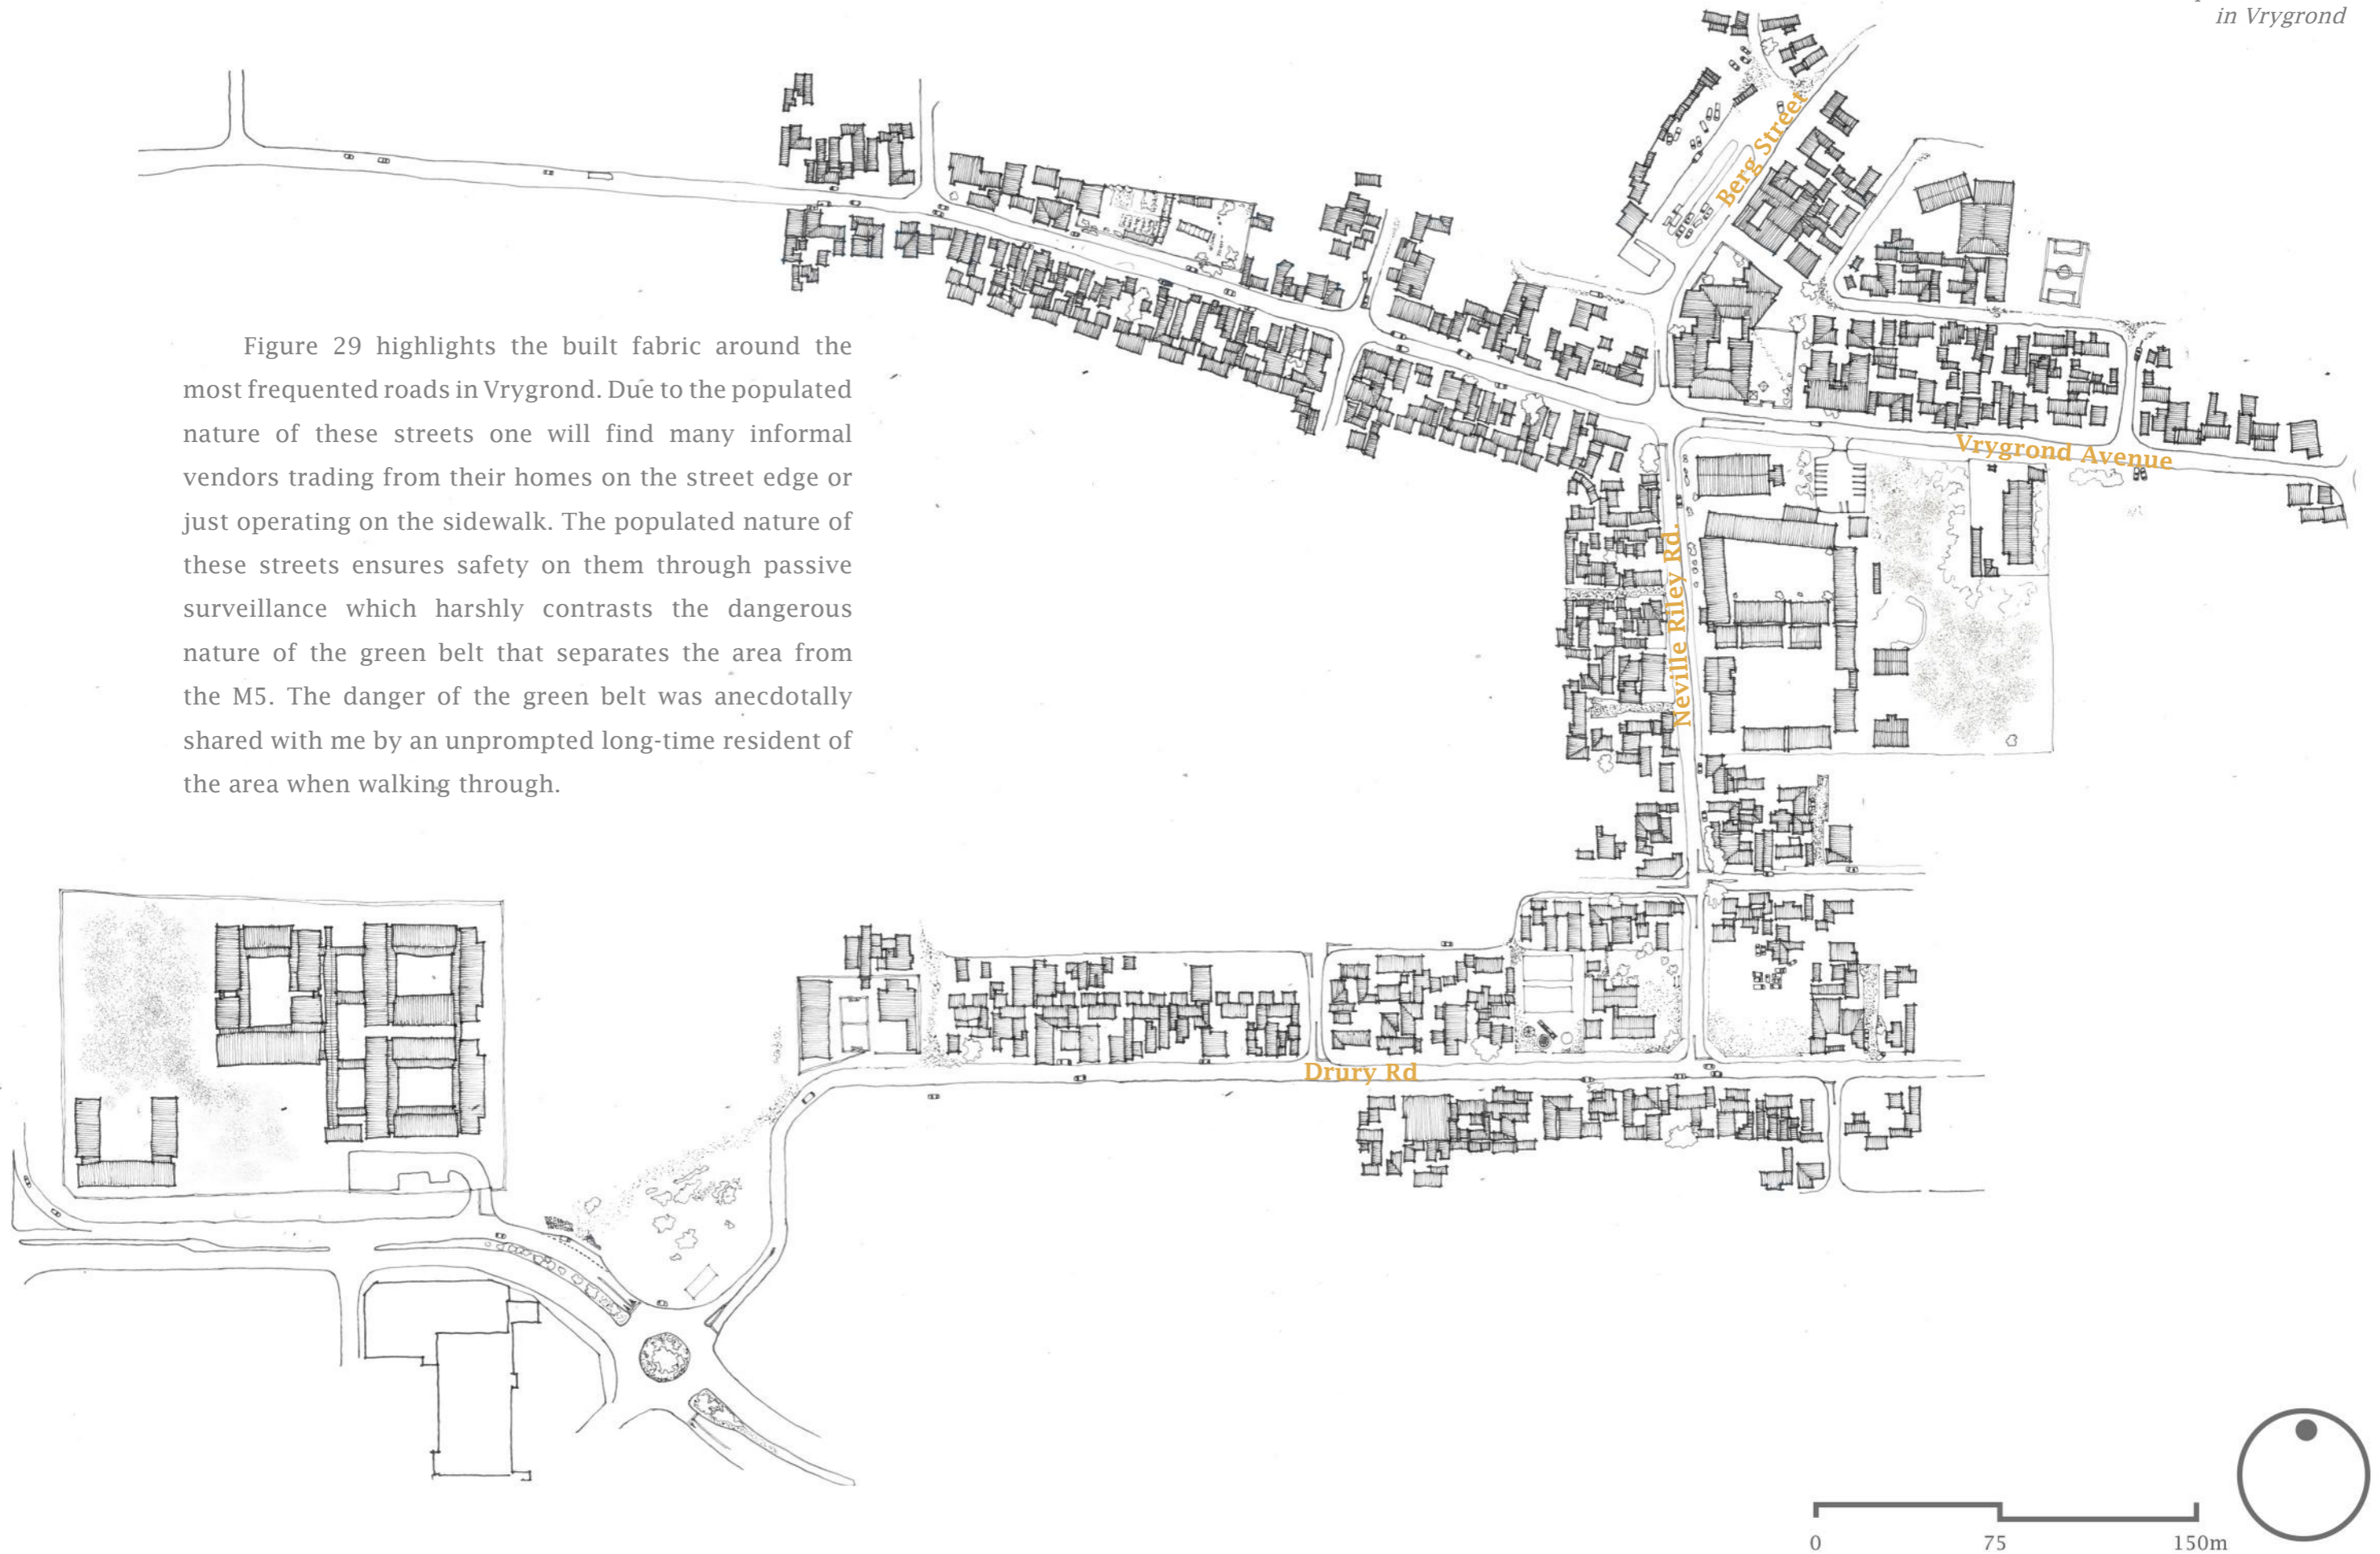 in Vrygrond
Berg Street
Figure 29 highlights the built fabric around the
most frequented roads in Vrygrond. Due to the populated
nature of these streets one will find many informal
vendors trading from their homes on the street edge or
just operating on the sidewalk. The populated nature of
these streets ensures safety on them through passive
surveillance which harshly contrasts the dangerous
nature of the green belt that separates the area from
the M5. The danger of the green belt was anecdotally
shared with me by an unprompted long-time resident of
the area when walking through.
Vrygrond Avenue
Neville Riley Rd.
Drury Rd
0 75 150m